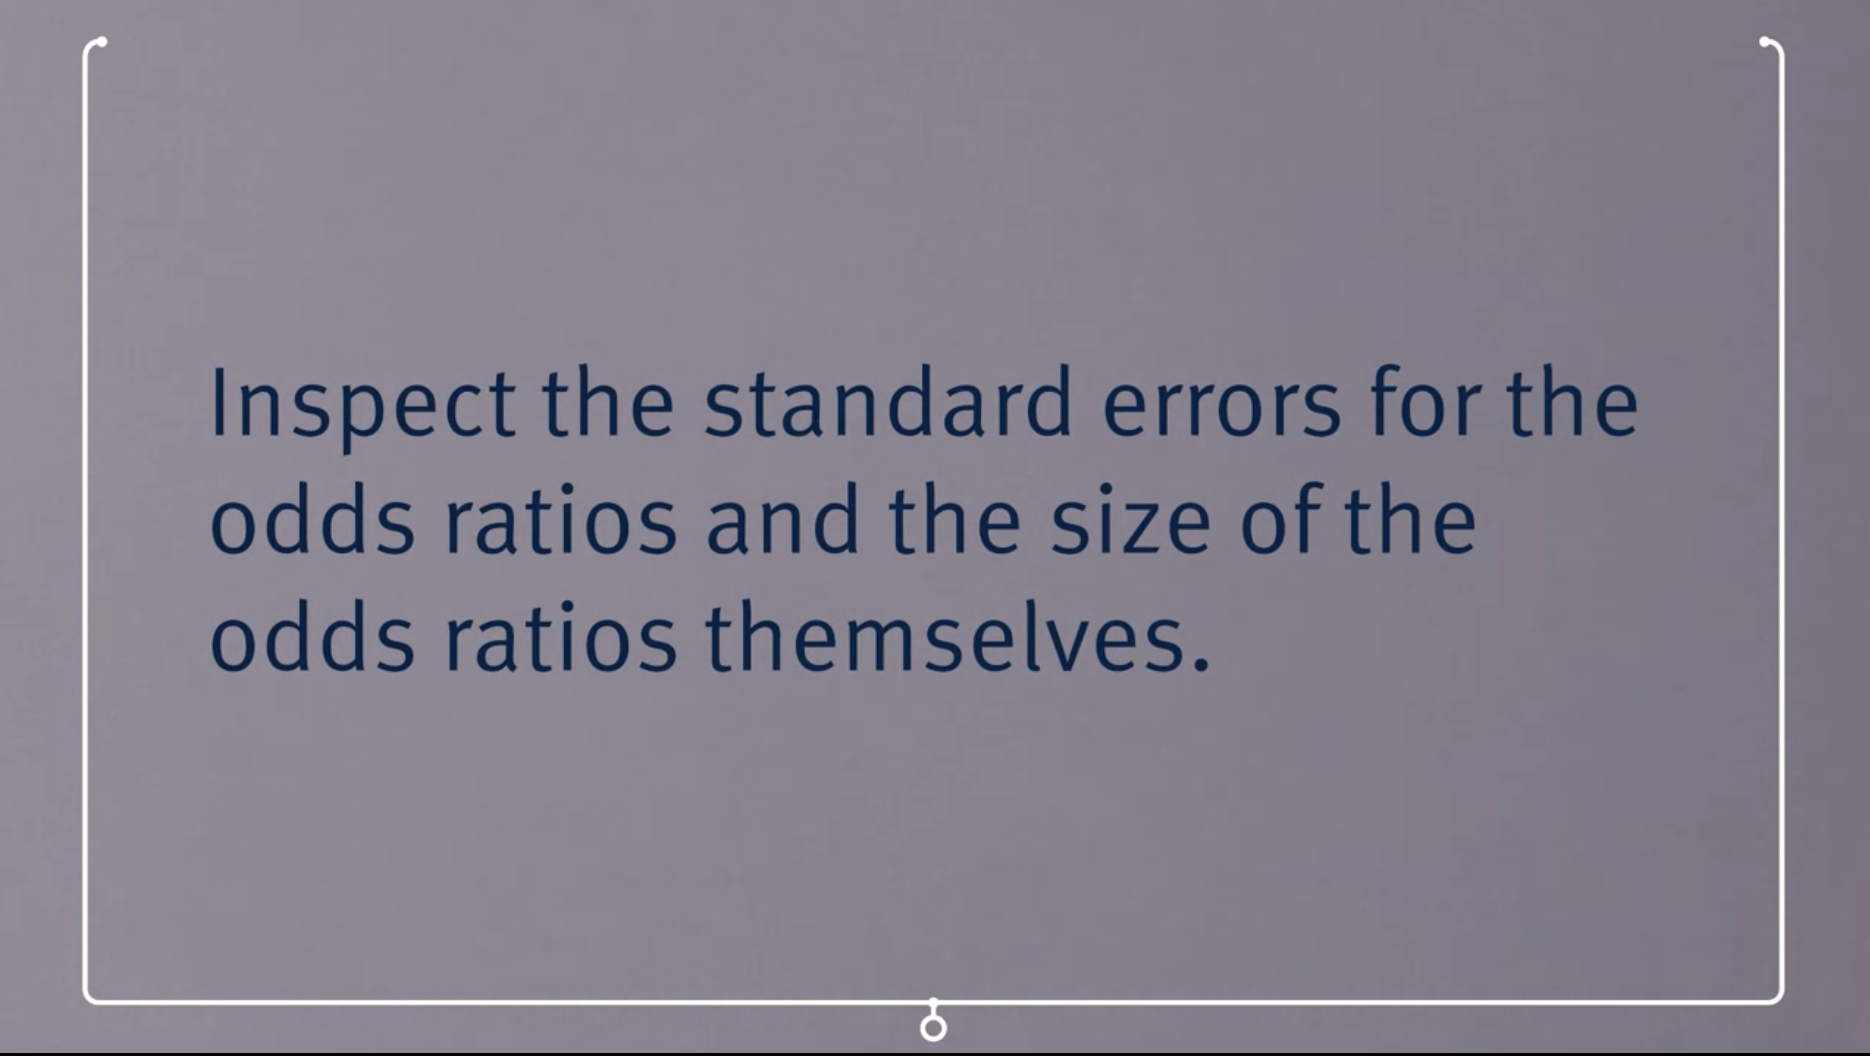 Inspect the standard errors for the
odds ratios and the size of the
odds ratios themselves.